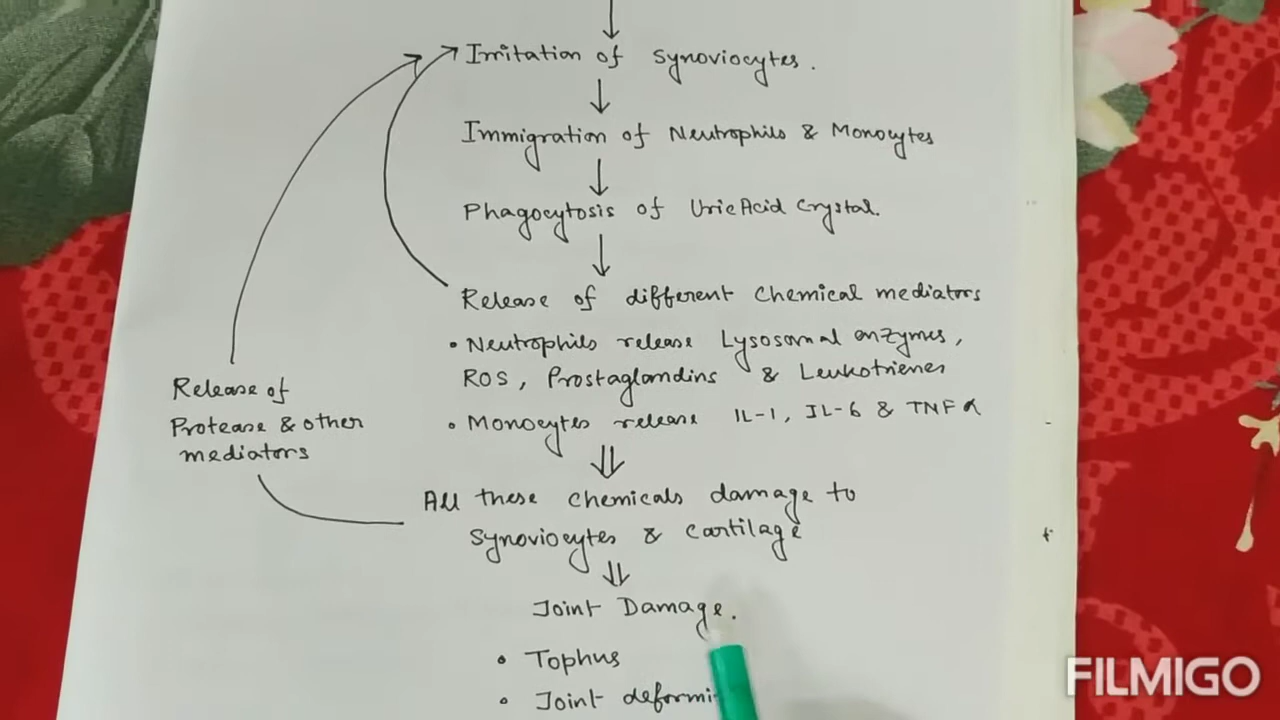 Irritation of Synoviocytes.
Immigration of Neutrophils & Monocytes
Phagocytosis of Uric Acid Crystal.
Release of different Chemical mediators
• Neutrophils release Lysosomal enzymes,
ROS, Prostaglandins & Leukotrienes
• Monocytes release IL-1, IL-6 & TNF α
Release of
Protease & other
mediators
All these chemicals damage to
Synoviocytes & Cartilage
Joint Damage.
• Tophus
• Joint deformi
FILMIGO